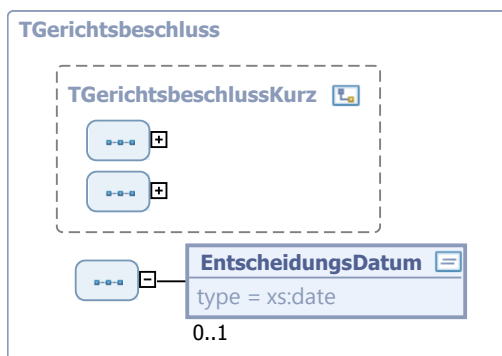 TGerichtsbeschluss
TGerichtsbeschlussKurz
EntscheidungsDatum
type = xs:date
0..1